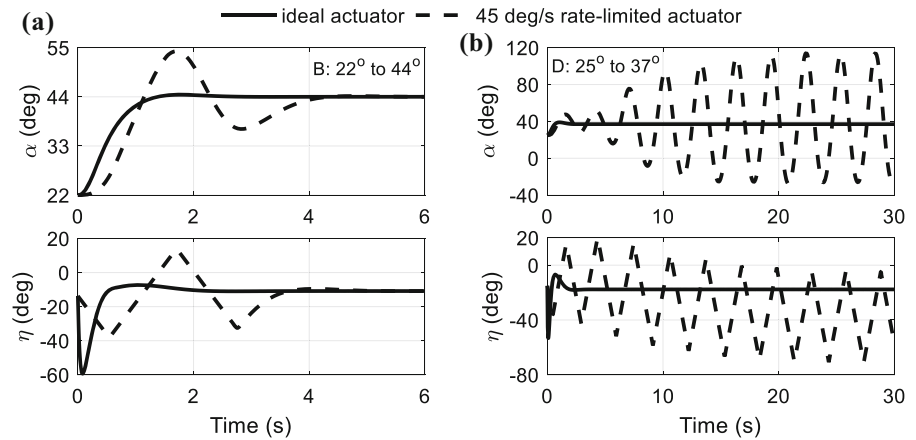 ideal actuator 45 deg/s rate-limited actuator
(a)
55
44
33
22
α (deg)
B: 22° to 44°
0 2 4 6
20
0
-20
-40
-60
η (deg)
0 2 4 6
Time (s)
(b)
120
80
40
0
-40
α (deg)
D: 25° to 37°
0 10 20 30
20
0
-40
-80
η (deg)
0 10 20 30
Time (s)